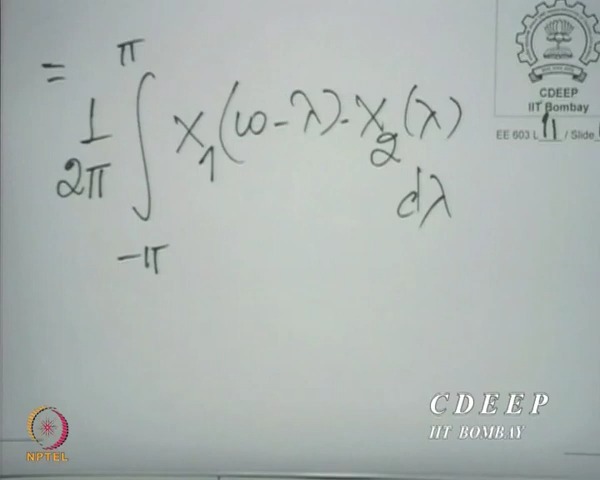 = 1/2π ∫_{-π}^{π} X₁(ω-λ)·X₂(λ) dλ
CDEEP
IIT Bombay
EE 603 L 11 / Slide
CDEEP
IIT BOMBAY
NPTEL